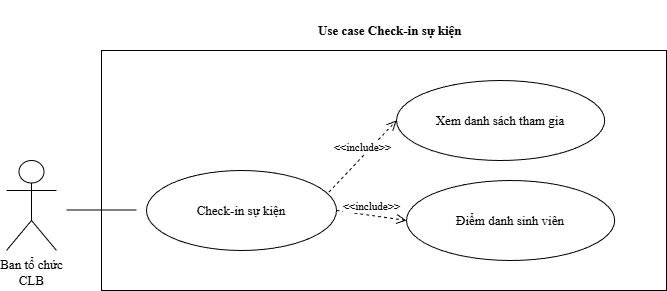 Use case Check-in sự kiện
Xem danh sách tham gia
<<include>>
Check-in sự kiện
<<include>>
Điểm danh sinh viên
Ban tổ chức
CLB